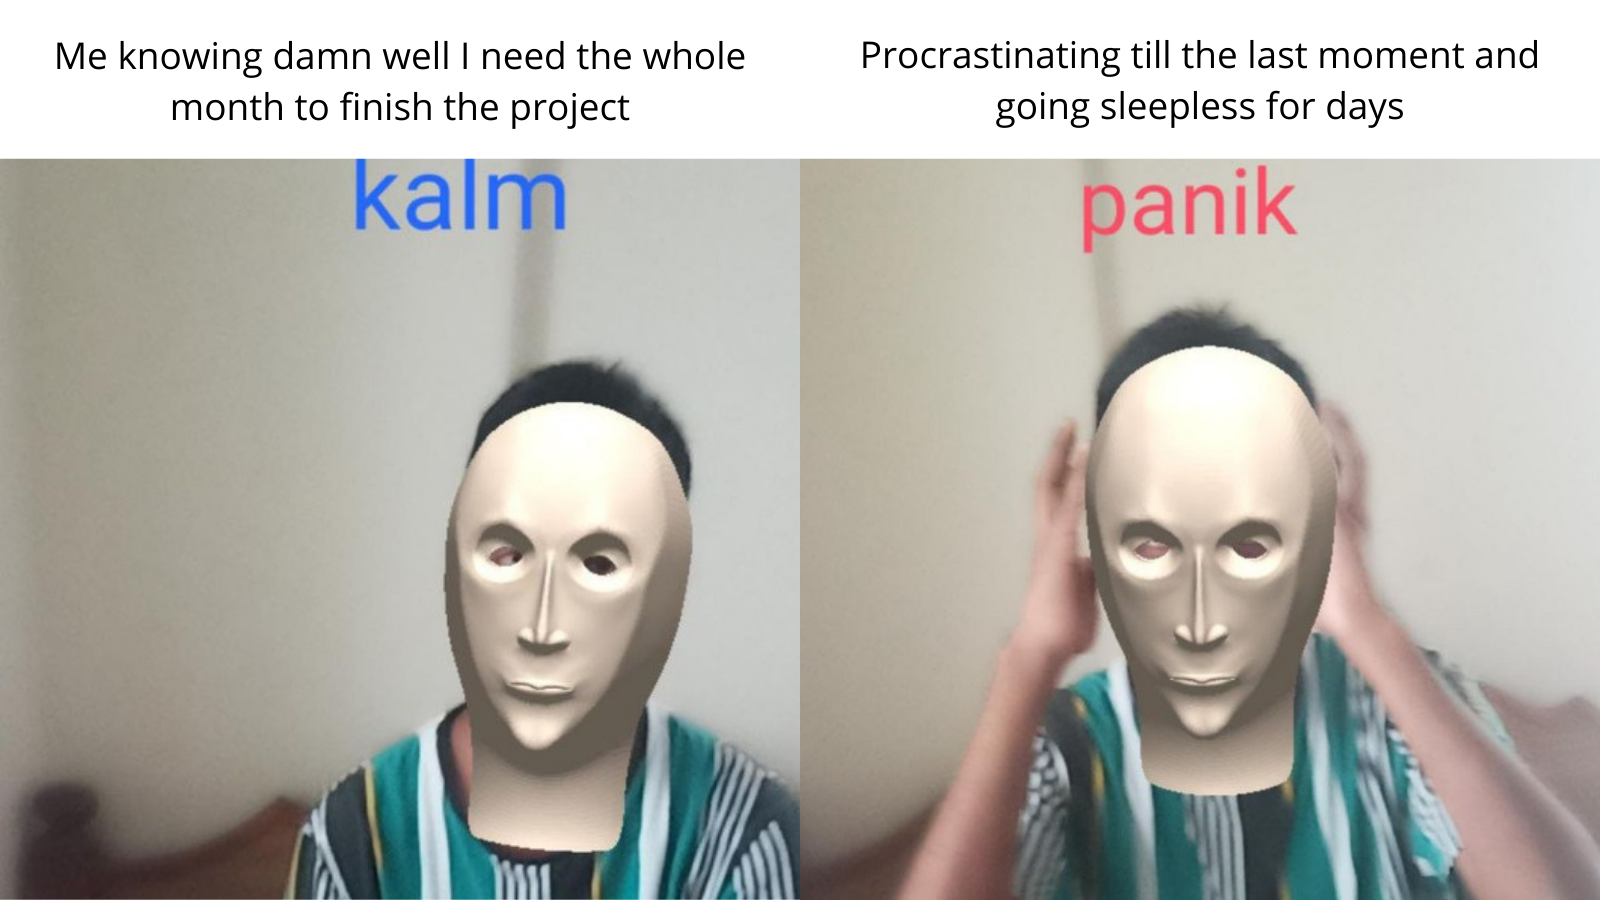 Me knowing damn well I need the whole
month to finish the project
Procrastinating till the last moment and
going sleepless for days
kalm
panik